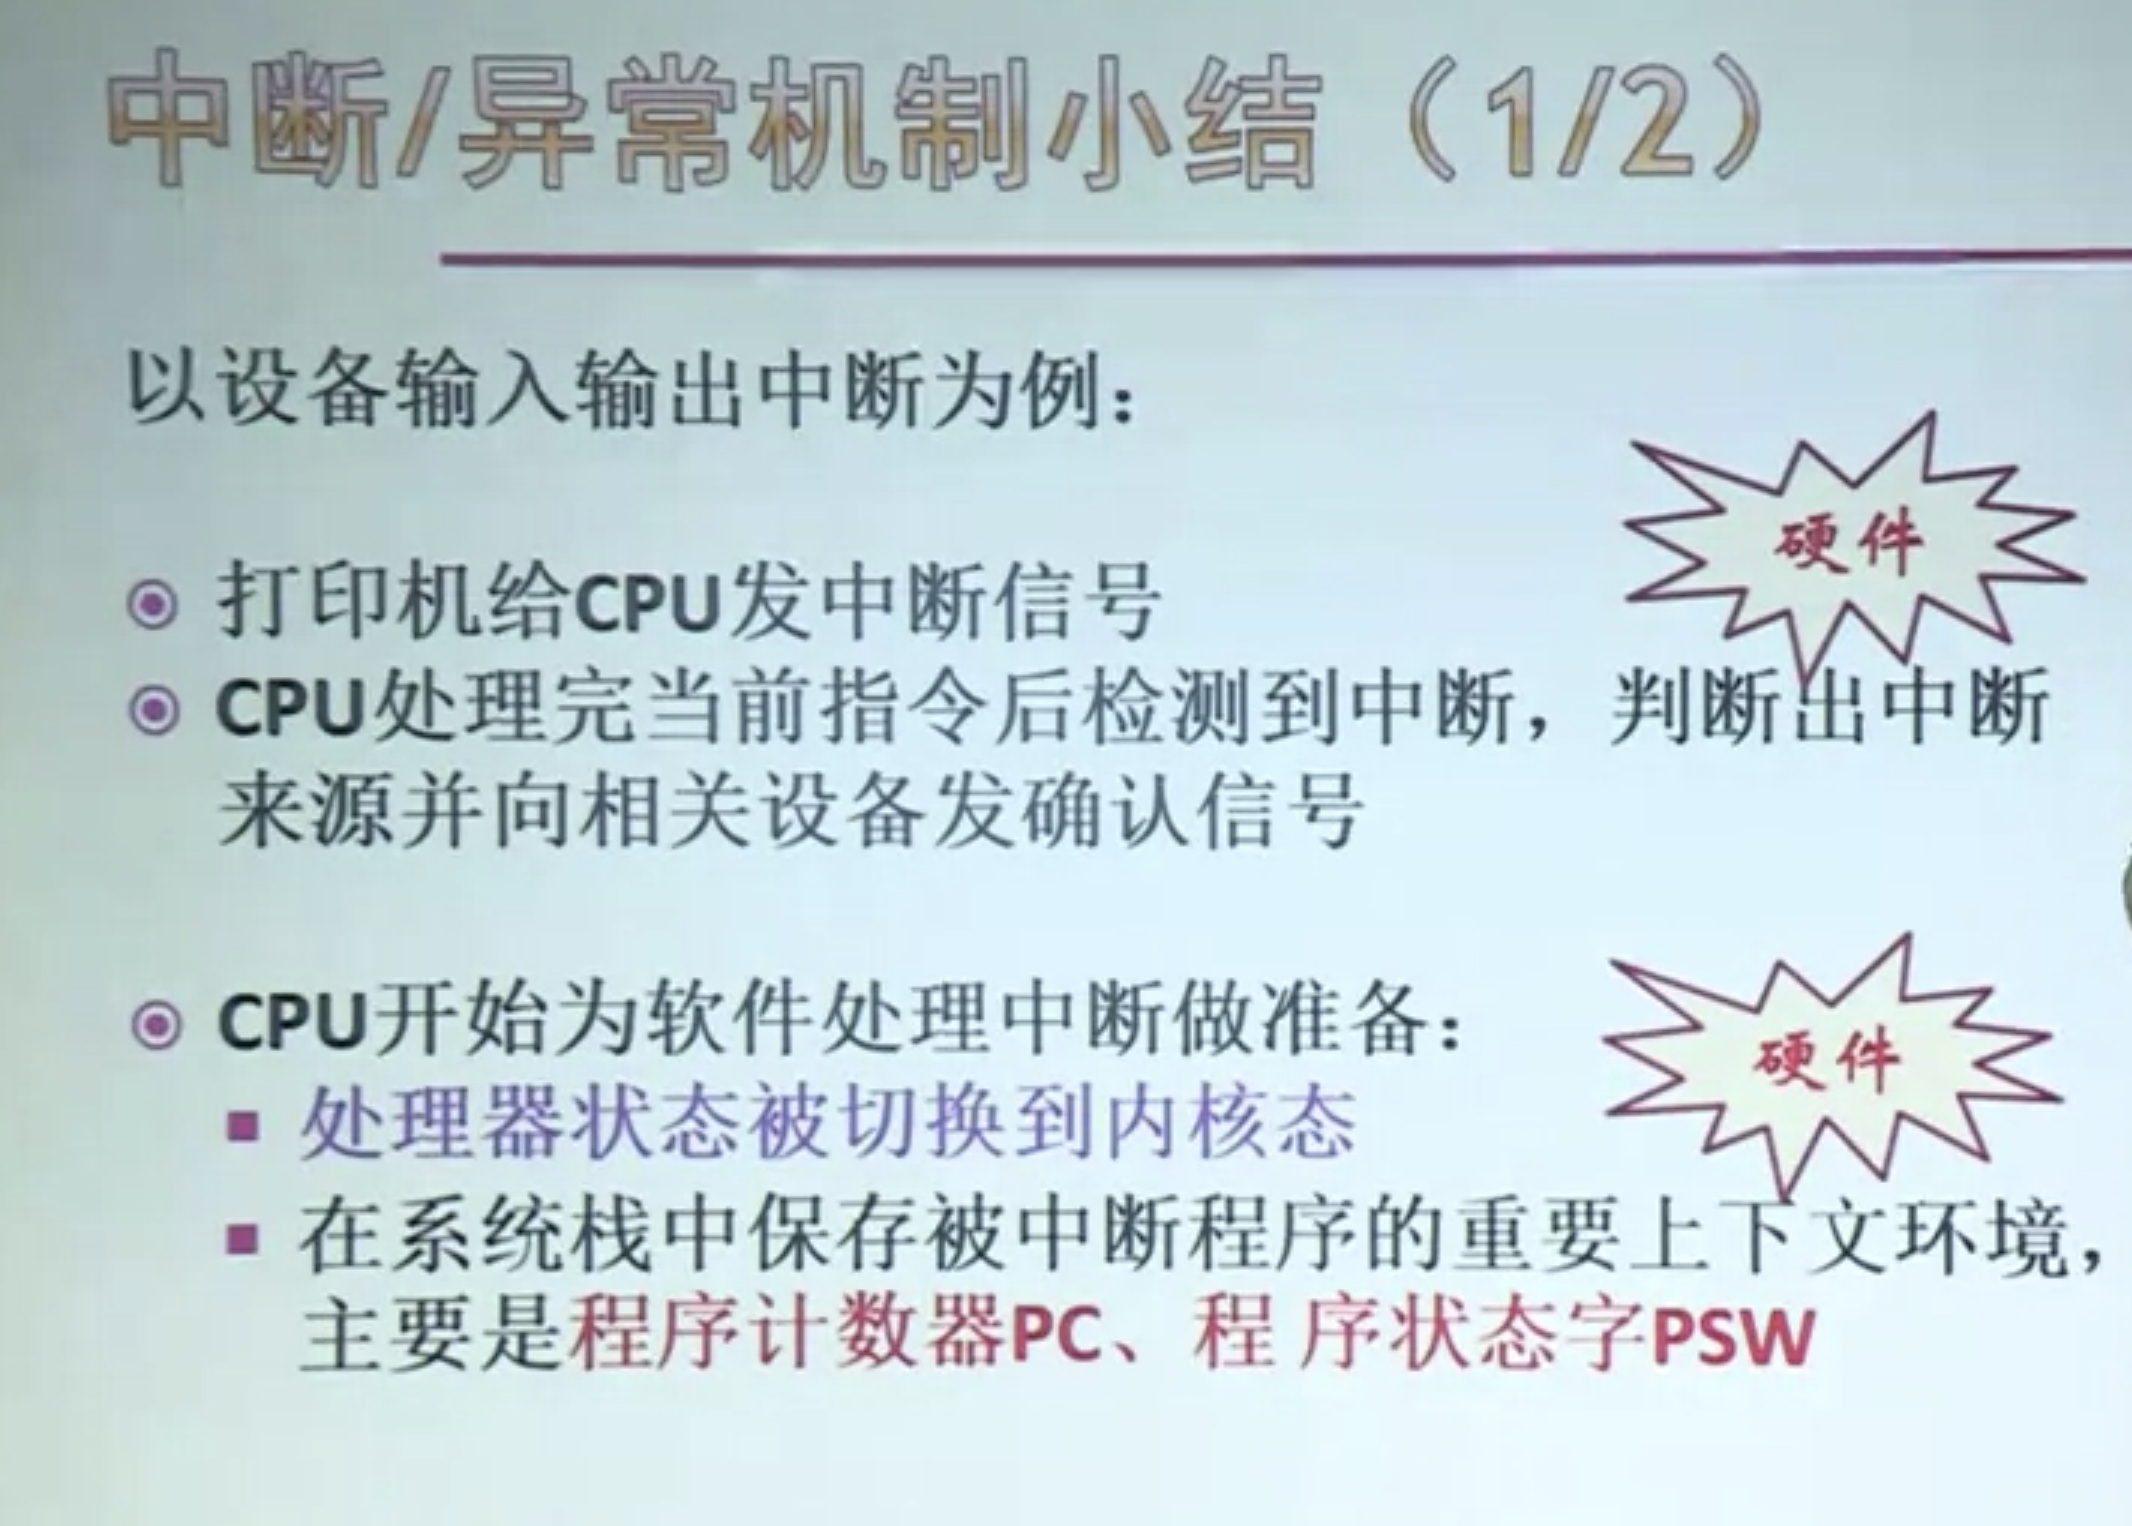 中断/异常机制小结（1/2）
以设备输入输出中断为例：
硬件
打印机给CPU发中断信号
CPU处理完当前指令后检测到中断，判断出中断
来源并向相关设备发确认信号
CPU开始为软件处理中断做准备：
硬件
处理器状态被切换到内核态
在系统栈中保存被中断程序的重要上下文环境，
主要是程序计数器PC、程 序状态字PSW